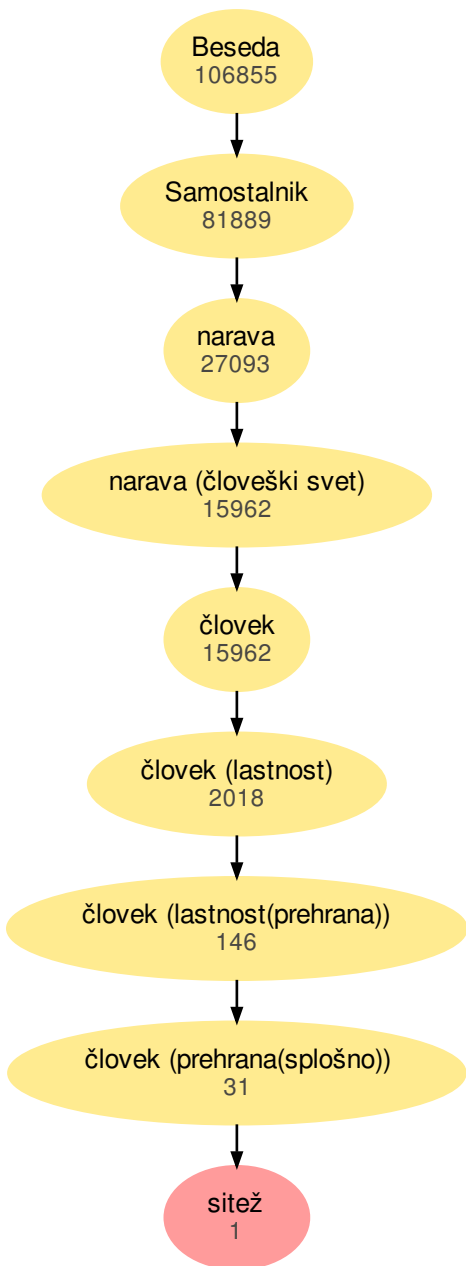 Beseda
106855
Samostalnik
81889
narava
27093
narava (človeški svet)
15962
človek
15962
človek (lastnost)
2018
človek (lastnost(prehrana))
146
človek (prehrana(splošno))
31
sitež
1